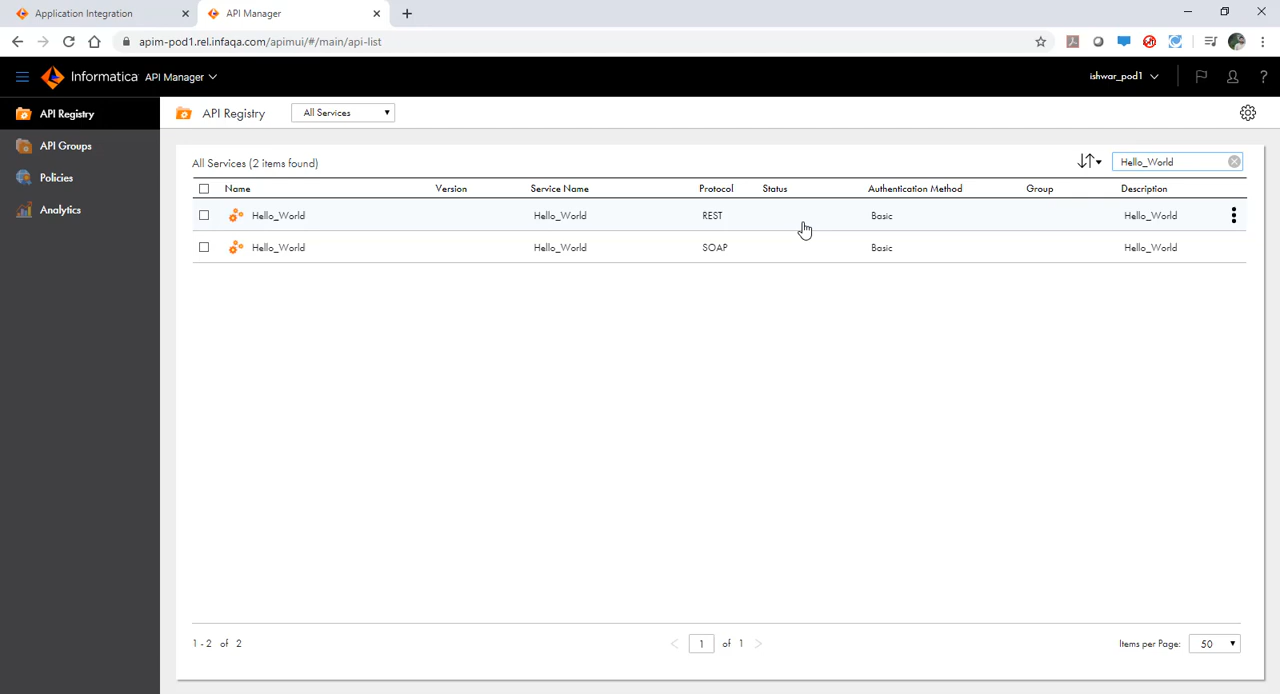 Application Integration
API Manager
apim-pod1.rel.infaqa.com/apimui/#/main/api-list
Informatica API Manager
ishwar_pod1
?
API Registry
API Groups
Policies
Analytics
API Registry
All Services
All Services (2 items found)
Hello_World
Name Version Service Name Protocol Status Authentication Method Group Description
Hello_World Hello_World REST Basic Hello_World
Hello_World Hello_World SOAP Basic Hello_World
1 - 2 of 2
1 of 1
Items per Page: 50